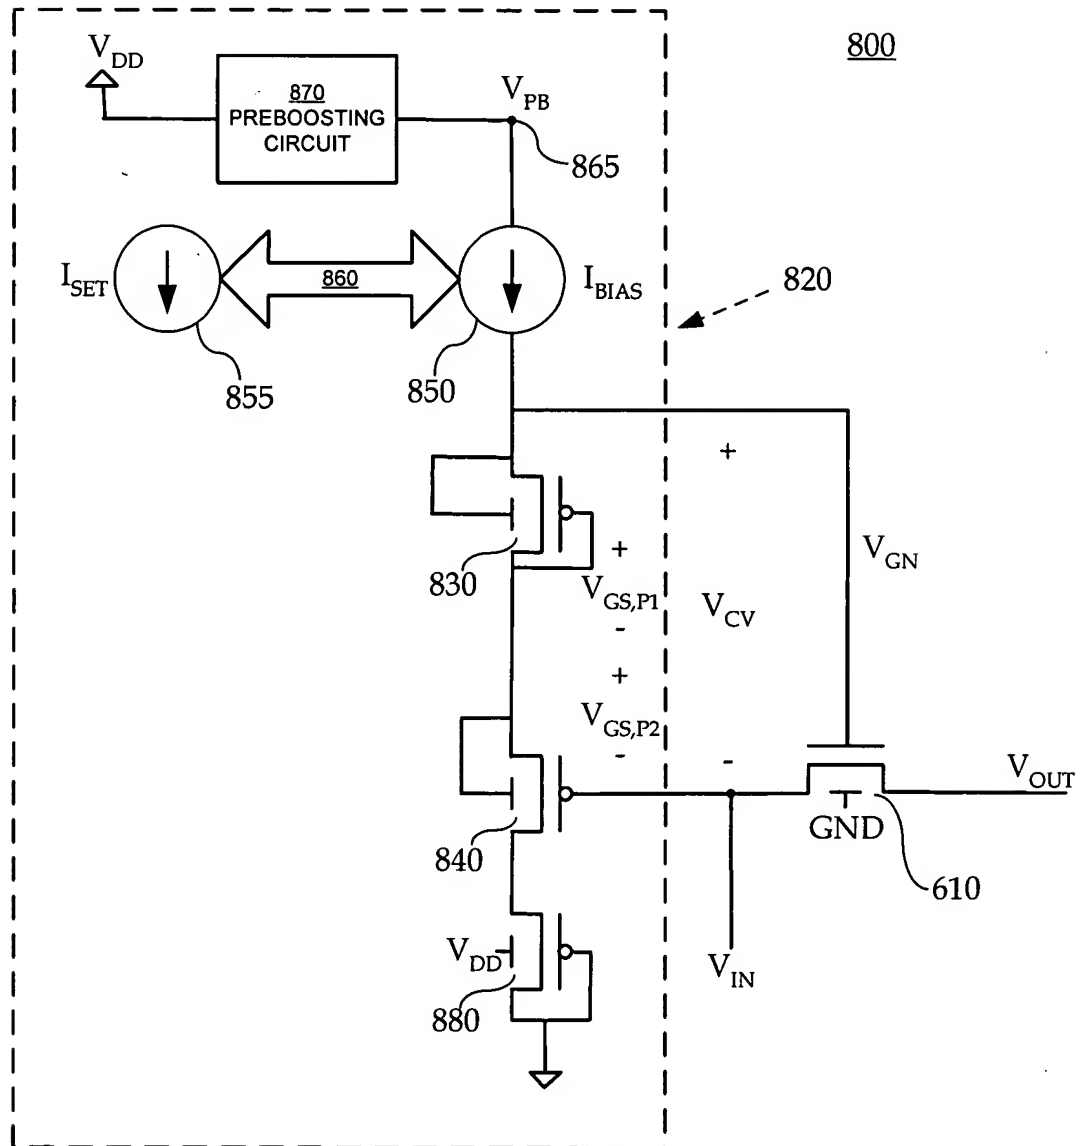 800
V_DD
870
PREBOOSTING
CIRCUIT
V_PB
865
I_SET
860
I_BIAS
820
855
850
+
830
+
V_GS,P1
-
V_CV
V_GN
+
V_GS,P2
-
-
V_OUT
GND
840
610
V_DD
V_IN
880